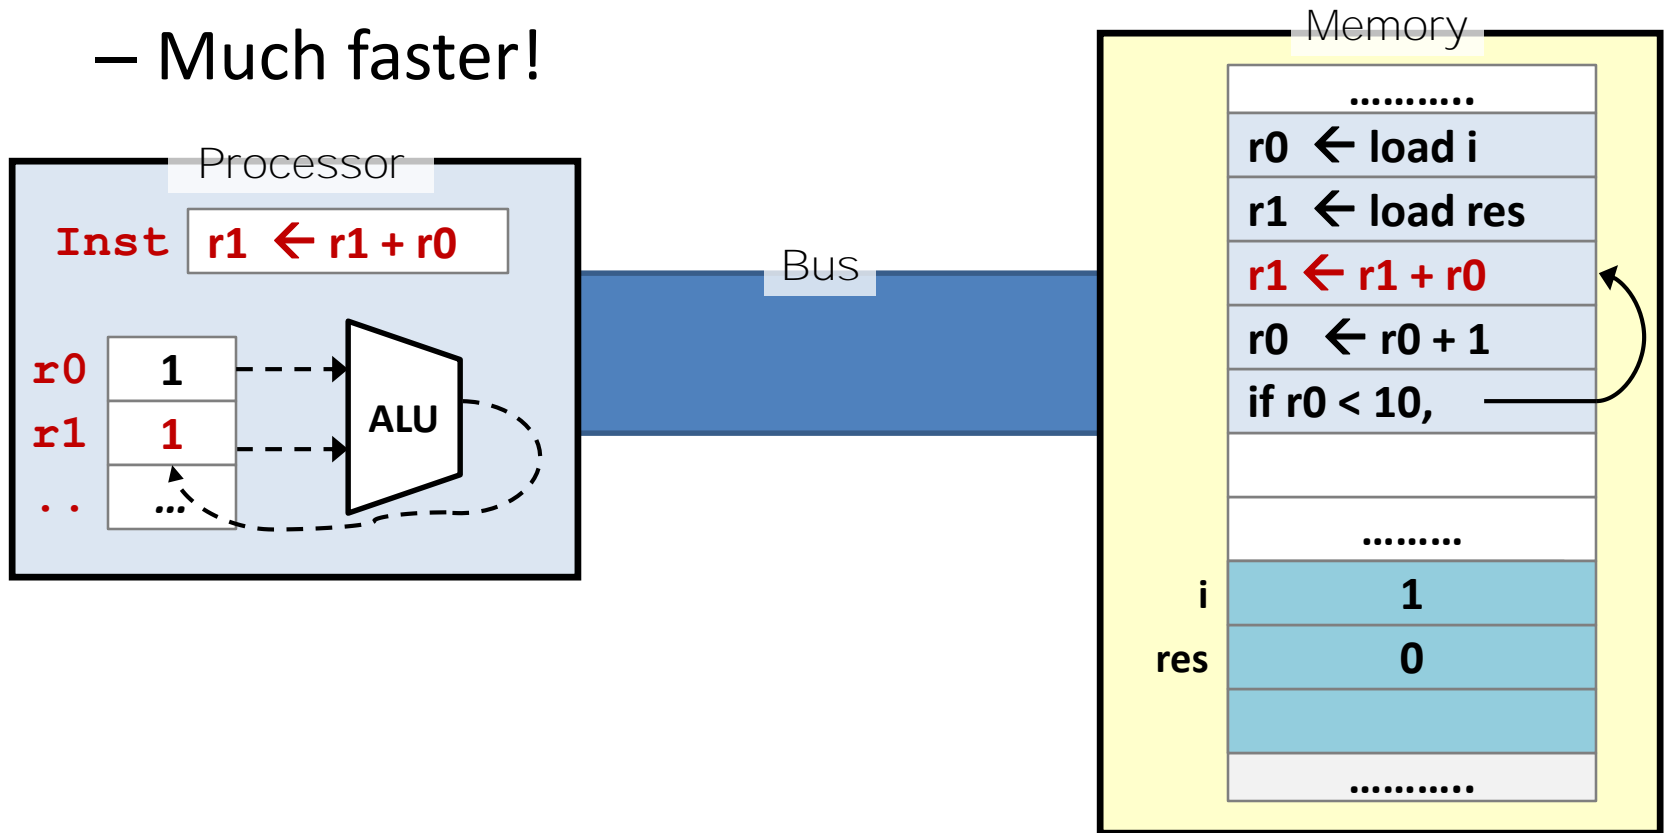 – Much faster!
Processor
Inst r1 ← r1 + r0
r0 1
r1 1
.. ...
ALU
Bus
Memory
...........
r0 ← load i
r1 ← load res
r1 ← r1 + r0
r0 ← r0 + 1
if r0 < 10,
.........
i 1
res 0
...........